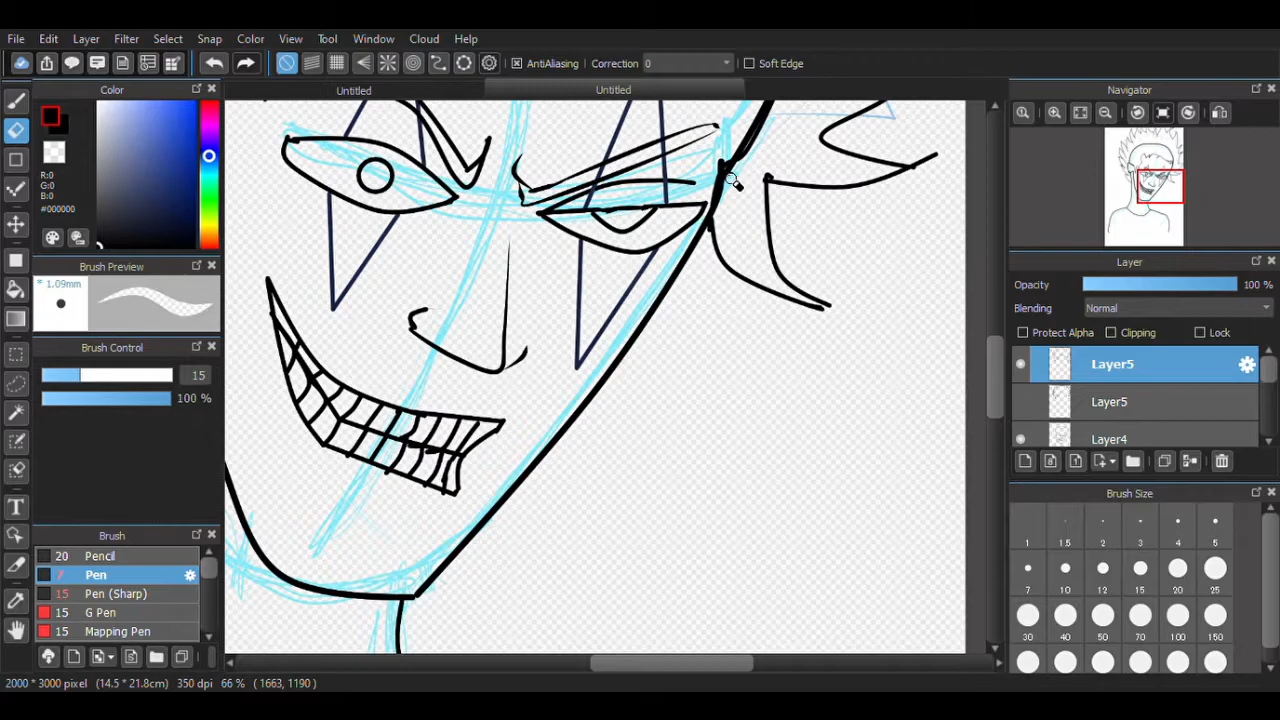 File Edit Layer Filter Select Snap Color View Tool Window Cloud Help
AntiAliasing Correction 0 Soft Edge
Color Untitled Untitled Navigator
R:0
G:0
B:0
#000000
Brush Preview
* 1.09mm
Brush Control
15
100 %
Brush
20 Pencil
7 Pen
15 Pen (Sharp)
15 G Pen
15 Mapping Pen
Layer
Opacity 100 %
Blending Normal
Protect Alpha Clipping Lock
Layer5
Layer5
Layer4
Brush Size
1 1.5 2 3 4 5
7 10 12 15 20 25
30 40 50 70 100 150
2000 * 3000 pixel (14.5 * 21.8cm) 350 dpi 66 % ( 1663, 1190 )